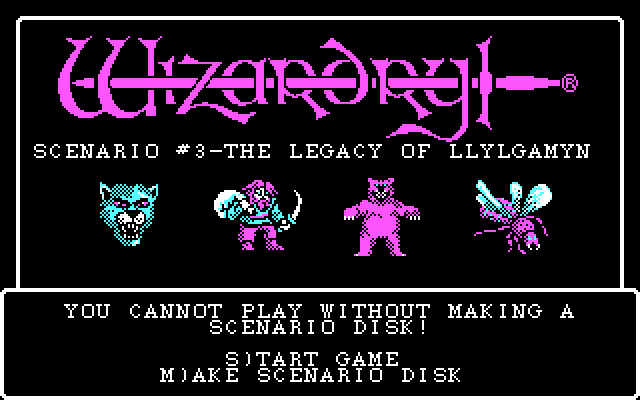 Wizardry ®
SCENARIO #3-THE LEGACY OF LLYLGAMYN
YOU CANNOT PLAY WITHOUT MAKING A
SCENARIO DISK!
S)TART GAME
M)AKE SCENARIO DISK